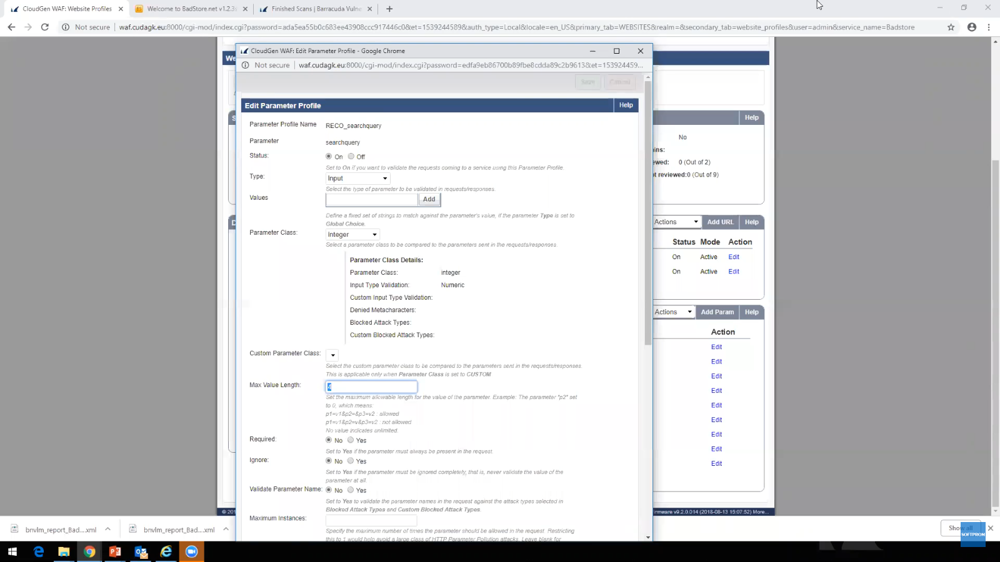 CloudGen WAF: Website Profiles
Welcome to BadStore.net v1.2.3s
Finished Scans | Barracuda Vulne
Not secure
waf.cudagk.eu:8000/cgi-mod/index.cgi?password=ada5ea55b0c683ee43908ccc917446c0&et=1539244589&auth_type=Local&locale=en_US&primary_tab=WEBSITES&realm=&secondary_tab=website_profiles&user=admin&service_name=Badstore
CloudGen WAF: Edit Parameter Profile - Google Chrome
Not secure
waf.cudagk.eu:8000/cgi-mod/index.cgi?password=edfa9eb86700b89fbe8cdda89c2b9613&et=153924459...
Save
Cancel
Edit Parameter Profile
Help
Parameter Profile Name
RECO_searchquery
Parameter
searchquery
Status:
On
Off
Set to On if you want to validate the requests coming to a service using this Parameter Profile.
Type:
Input
Select the type of parameter to be validated in requests/responses.
Values
Add
Define a fixed set of strings to match against the parameter's value, if the parameter Type is set to
Global Choice.
Parameter Class:
Integer
Select a parameter class to be compared to the parameters sent in the requests/responses.
Parameter Class Details:
Parameter Class:
integer
Input Type Validation:
Numeric
Custom Input Type Validation:
Denied Metacharacters:
Blocked Attack Types:
Custom Blocked Attack Types:
Custom Parameter Class:
Select the custom parameter class to be compared to the parameters sent in the requests/responses.
This is applicable only when Parameter Class is set to CUSTOM
Max Value Length:
4
Set the maximum allowable length for the value of the parameter. Example: The parameter "p2" set
to 0, which means:
p1=v1&p2=&p3=v2 : allowed
p1=v1&p2=v&p3=v2 : not allowed
No value indicates unlimited.
Required:
No
Yes
Set to Yes if the parameter must always be present in the request.
Ignore:
No
Yes
Set to Yes if the parameter must be ignored completely, that is, never validate the value of the
parameter at all.
Validate Parameter Name:
No
Yes
Set to Yes to validate the parameter names in the request against the attack types selected in
Blocked Attack Types and Custom Blocked Attack Types.
Maximum Instances:
Specify the maximum number of times the parameter should be allowed in the request. Restricting
this to 1 would help avoid a large class of HTTP Parameter Pollution attacks. Leave blank for
We
S
D
Help
No
ins:
ewed:
0 (Out of 2)
t reviewed:0 (Out of 9)
Actions
Add URL
Help
Status
Mode
Action
On
Active
Edit
On
Active
Edit
Actions
Add Param
Help
Action
Edit
Edit
Edit
Edit
Edit
Edit
Edit
Edit
Edit
© 201
rmware v9.2.0.014 (2018-08-13 15:07:52) More...
bnvlm_report_Bad....xml
bnvlm_report_Bad....xml
Show all
SOFTPROM